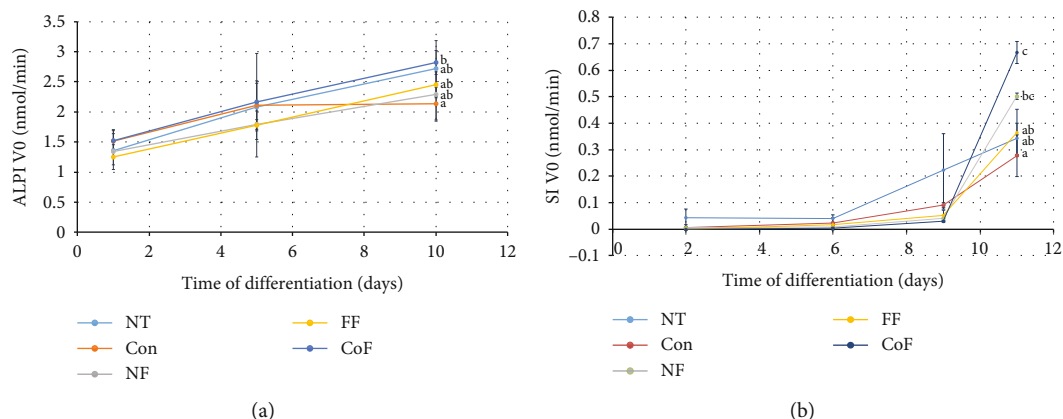 3.5
3
2.5
2
1.5
1
0.5
0
ALPI V0 (nmol/min)
b
ab
ab
ab
a
0 2 4 6 8 10 12
Time of differentiation (days)
NT
Con
NF
FF
CoF
(a)
0.8
0.7
0.6
0.5
0.4
0.3
0.2
0.1
0
−0.1
SI V0 (nmol/min)
c
bc
ab
ab
a
0 2 4 6 8 10 12
Time of differentiation (days)
NT
Con
NF
FF
CoF
(b)